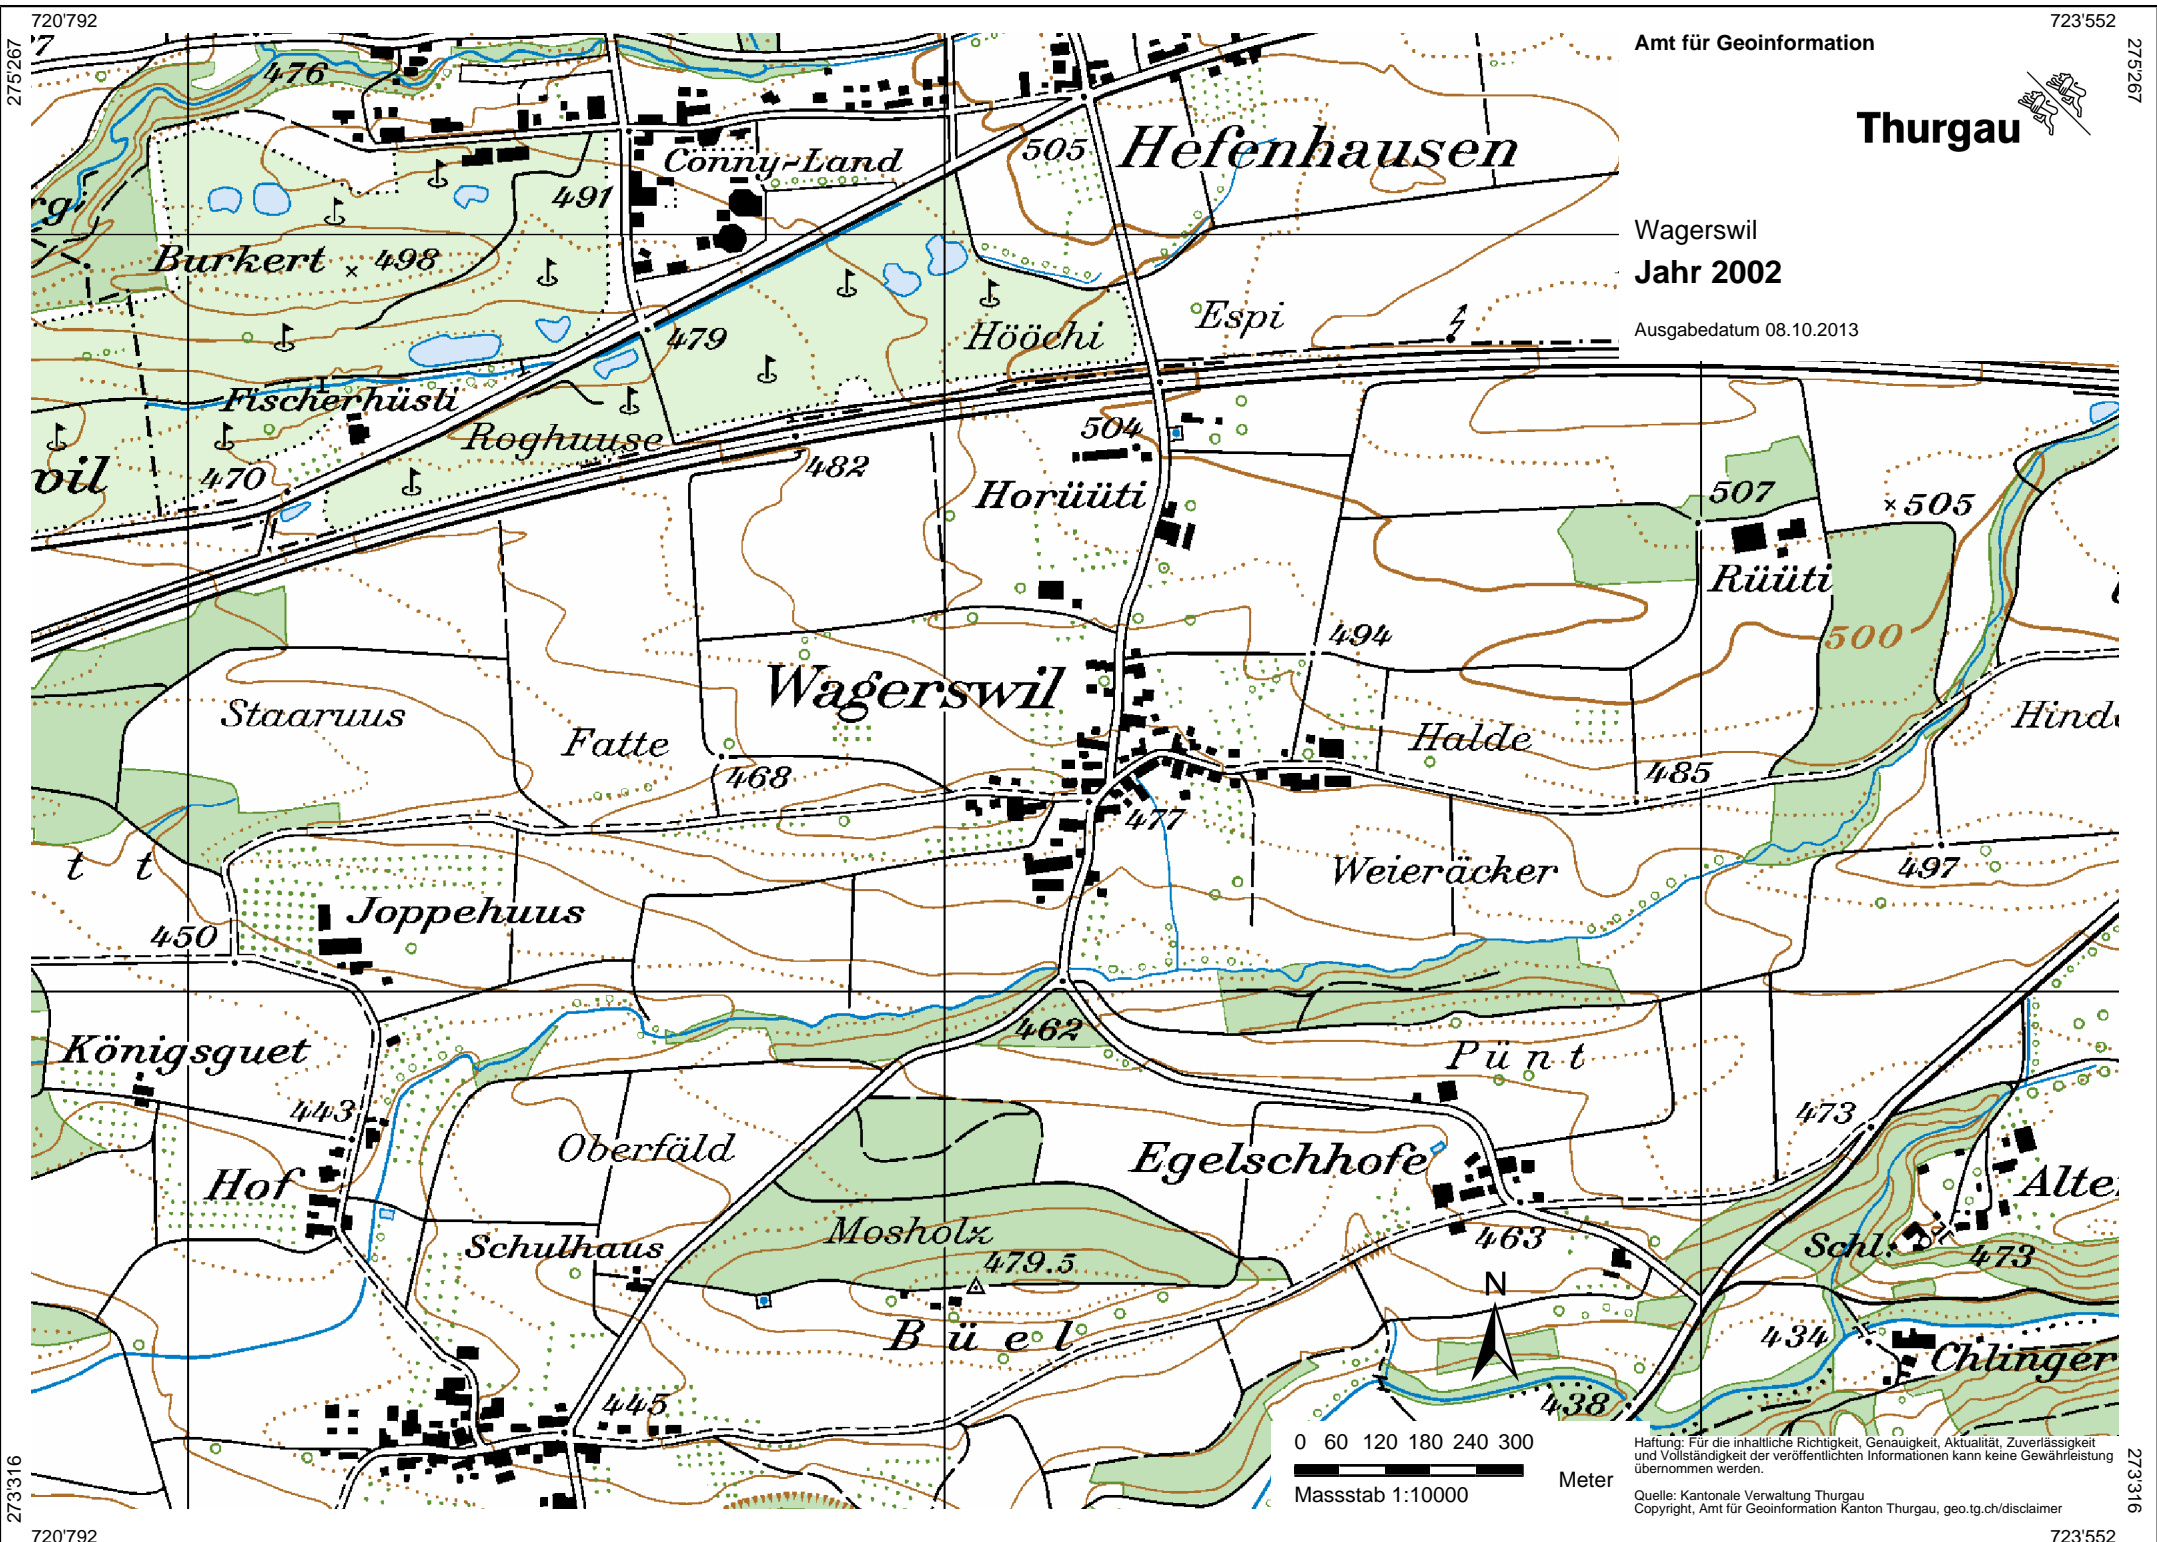 720'792
723'552
275'267
275'267
Amt für Geoinformation
Thurgau
Wagerswil
Jahr 2002
Ausgabedatum 08.10.2013
476
Conny-Land
505
Hefenhausen
491
Burkert
498
479
Hööchi
Espi
Fischerhüsli
Roghuuse
470
482
504
Horüüti
507
505
Rüüti
494
500
Wagerswil
Staaruus
Fatte
468
Halde
485
477
Weieräcker
497
Joppehuus
450
462
Königsguet
Pünt
443
Oberfäld
473
Egelschhofe
Hof
Mosholz
Schulhaus
479.5
463
Schl.
473
Büel
N
434
Chlinger
445
438
0 60 120 180 240 300
Meter
Massstab 1:10000
Haftung: Für die inhaltliche Richtigkeit, Genauigkeit, Aktualität, Zuverlässigkeit
und Vollständigkeit der veröffentlichten Informationen kann keine Gewährleistung
übernommen werden.
Quelle: Kantonale Verwaltung Thurgau
Copyright, Amt für Geoinformation Kanton Thurgau, geo.tg.ch/disclaimer
273'316
273'316
720'792
723'552